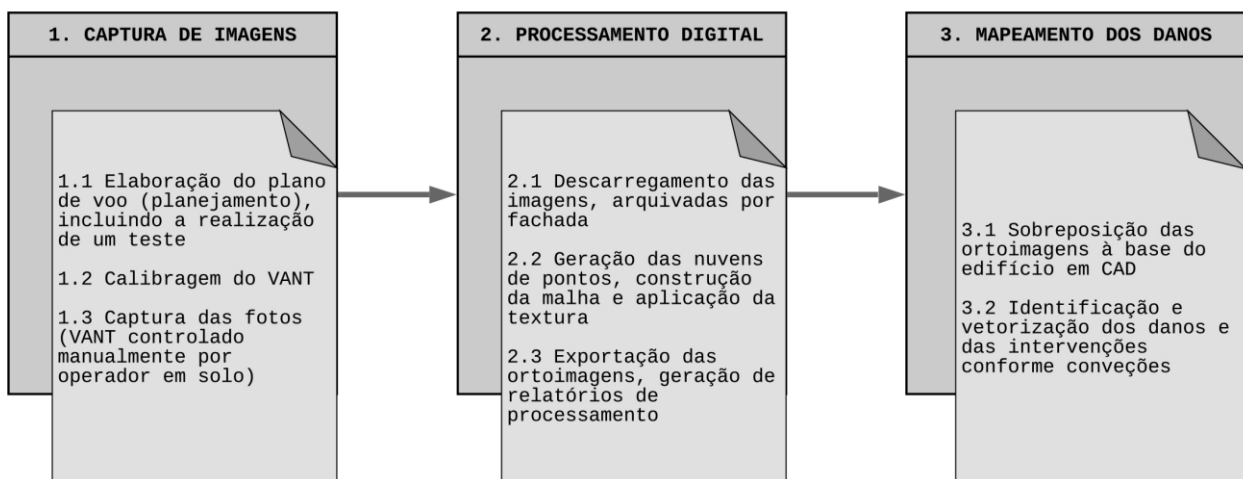 1. CAPTURA DE IMAGENS
1.1 Elaboração do plano
de voo (planejamento),
incluindo a realização
de um teste
1.2 Calibragem do VANT
1.3 Captura das fotos
(VANT controlado
manualmente por
operador em solo)
2. PROCESSAMENTO DIGITAL
2.1 Descarregamento das
imagens, arquivadas por
fachada
2.2 Geração das nuvens
de pontos, construção
da malha e aplicação da
textura
2.3 Exportação das
ortoimagens, geração de
relatórios de
processamento
3. MAPEAMENTO DOS DANOS
3.1 Sobreposição das
ortoimagens à base do
edifício em CAD
3.2 Identificação e
vetorização dos danos e
das intervenções
conforme conveções